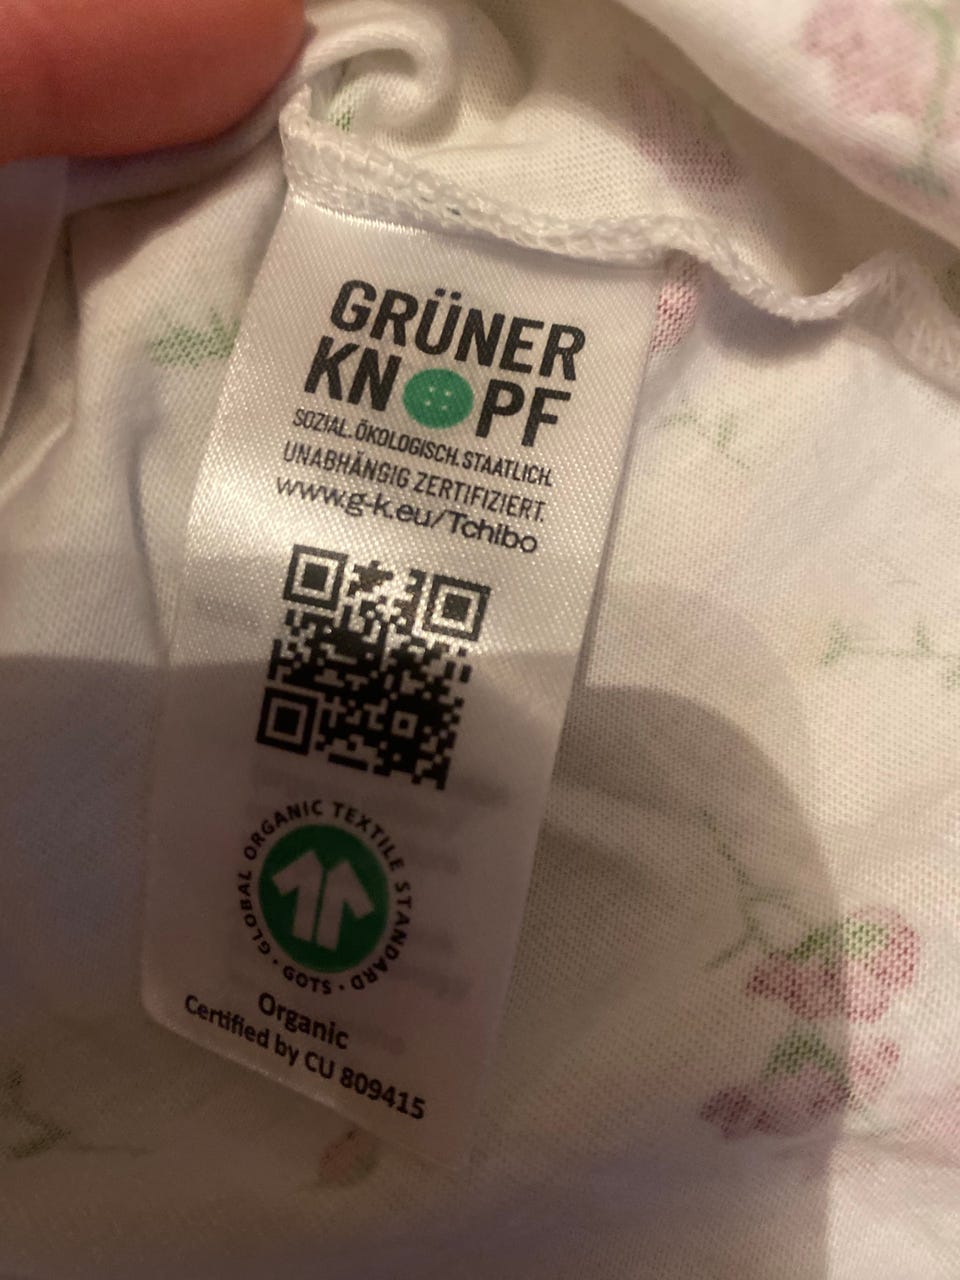 GRÜNER
KNOPF
SOZIAL. ÖKOLOGISCH. STAATLICH.
UNABHÄNGIG ZERTIFIZIERT.
www.g-k.eu/Tchibo
GLOBAL ORGANIC TEXTILE STANDARD · GOTS ·
Organic
Certified by CU 809415